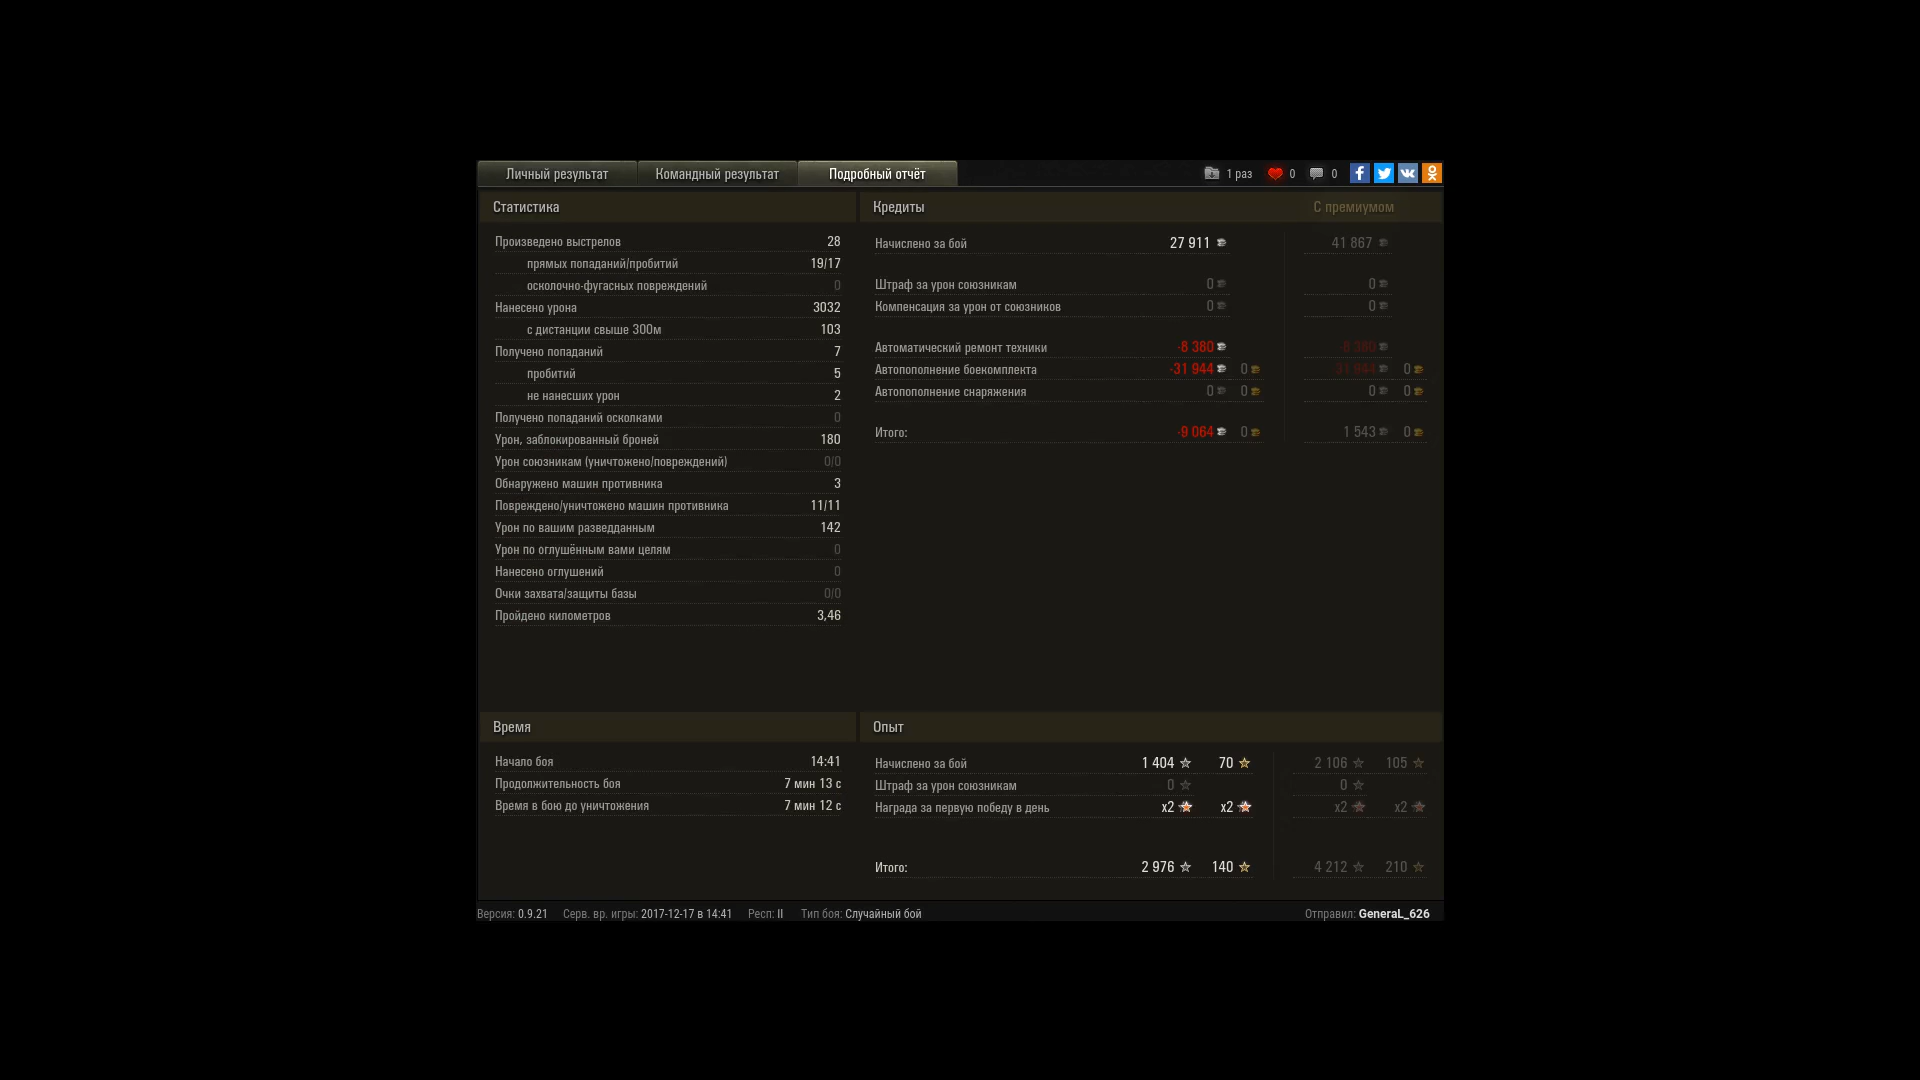 Личный результат Командный результат Подробный отчёт 1 раз 0 0
Статистика
Произведено выстрелов 28
прямых попаданий/пробитий 19/17
осколочно-фугасных повреждений 0
Нанесено урона 3032
с дистанции свыше 300м 103
Получено попаданий 7
пробитий 5
не нанесших урон 2
Получено попаданий осколками 0
Урон, заблокированный броней 180
Урон союзникам (уничтожено/повреждений) 0/0
Обнаружено машин противника 3
Повреждено/уничтожено машин противника 11/11
Урон по вашим разведданным 142
Урон по оглушённым вами целям 0
Нанесено оглушений 0
Очки захвата/защиты базы 0/0
Пройдено километров 3,46
Кредиты С премиумом
Начислено за бой 27 911 41 867
Штраф за урон союзникам 0 0
Компенсация за урон от союзников 0 0
Автоматический ремонт техники -8 380 -8 380
Автопополнение боекомплекта -31 944 0 -31 944 0
Автопополнение снаряжения 0 0 0 0
Итого: -9 064 0 1 543 0
Время
Начало боя 14:41
Продолжительность боя 7 мин 13 с
Время в бою до уничтожения 7 мин 12 с
Опыт
Начислено за бой 1 404 70 2 106 105
Штраф за урон союзникам 0 0
Награда за первую победу в день x2 x2 x2 x2
Итого: 2 976 140 4 212 210
Версия: 0.9.21 Серв. вр. игры: 2017-12-17 в 14:41 Респ: II Тип боя: Случайный бой Отправил: GeneraL_626